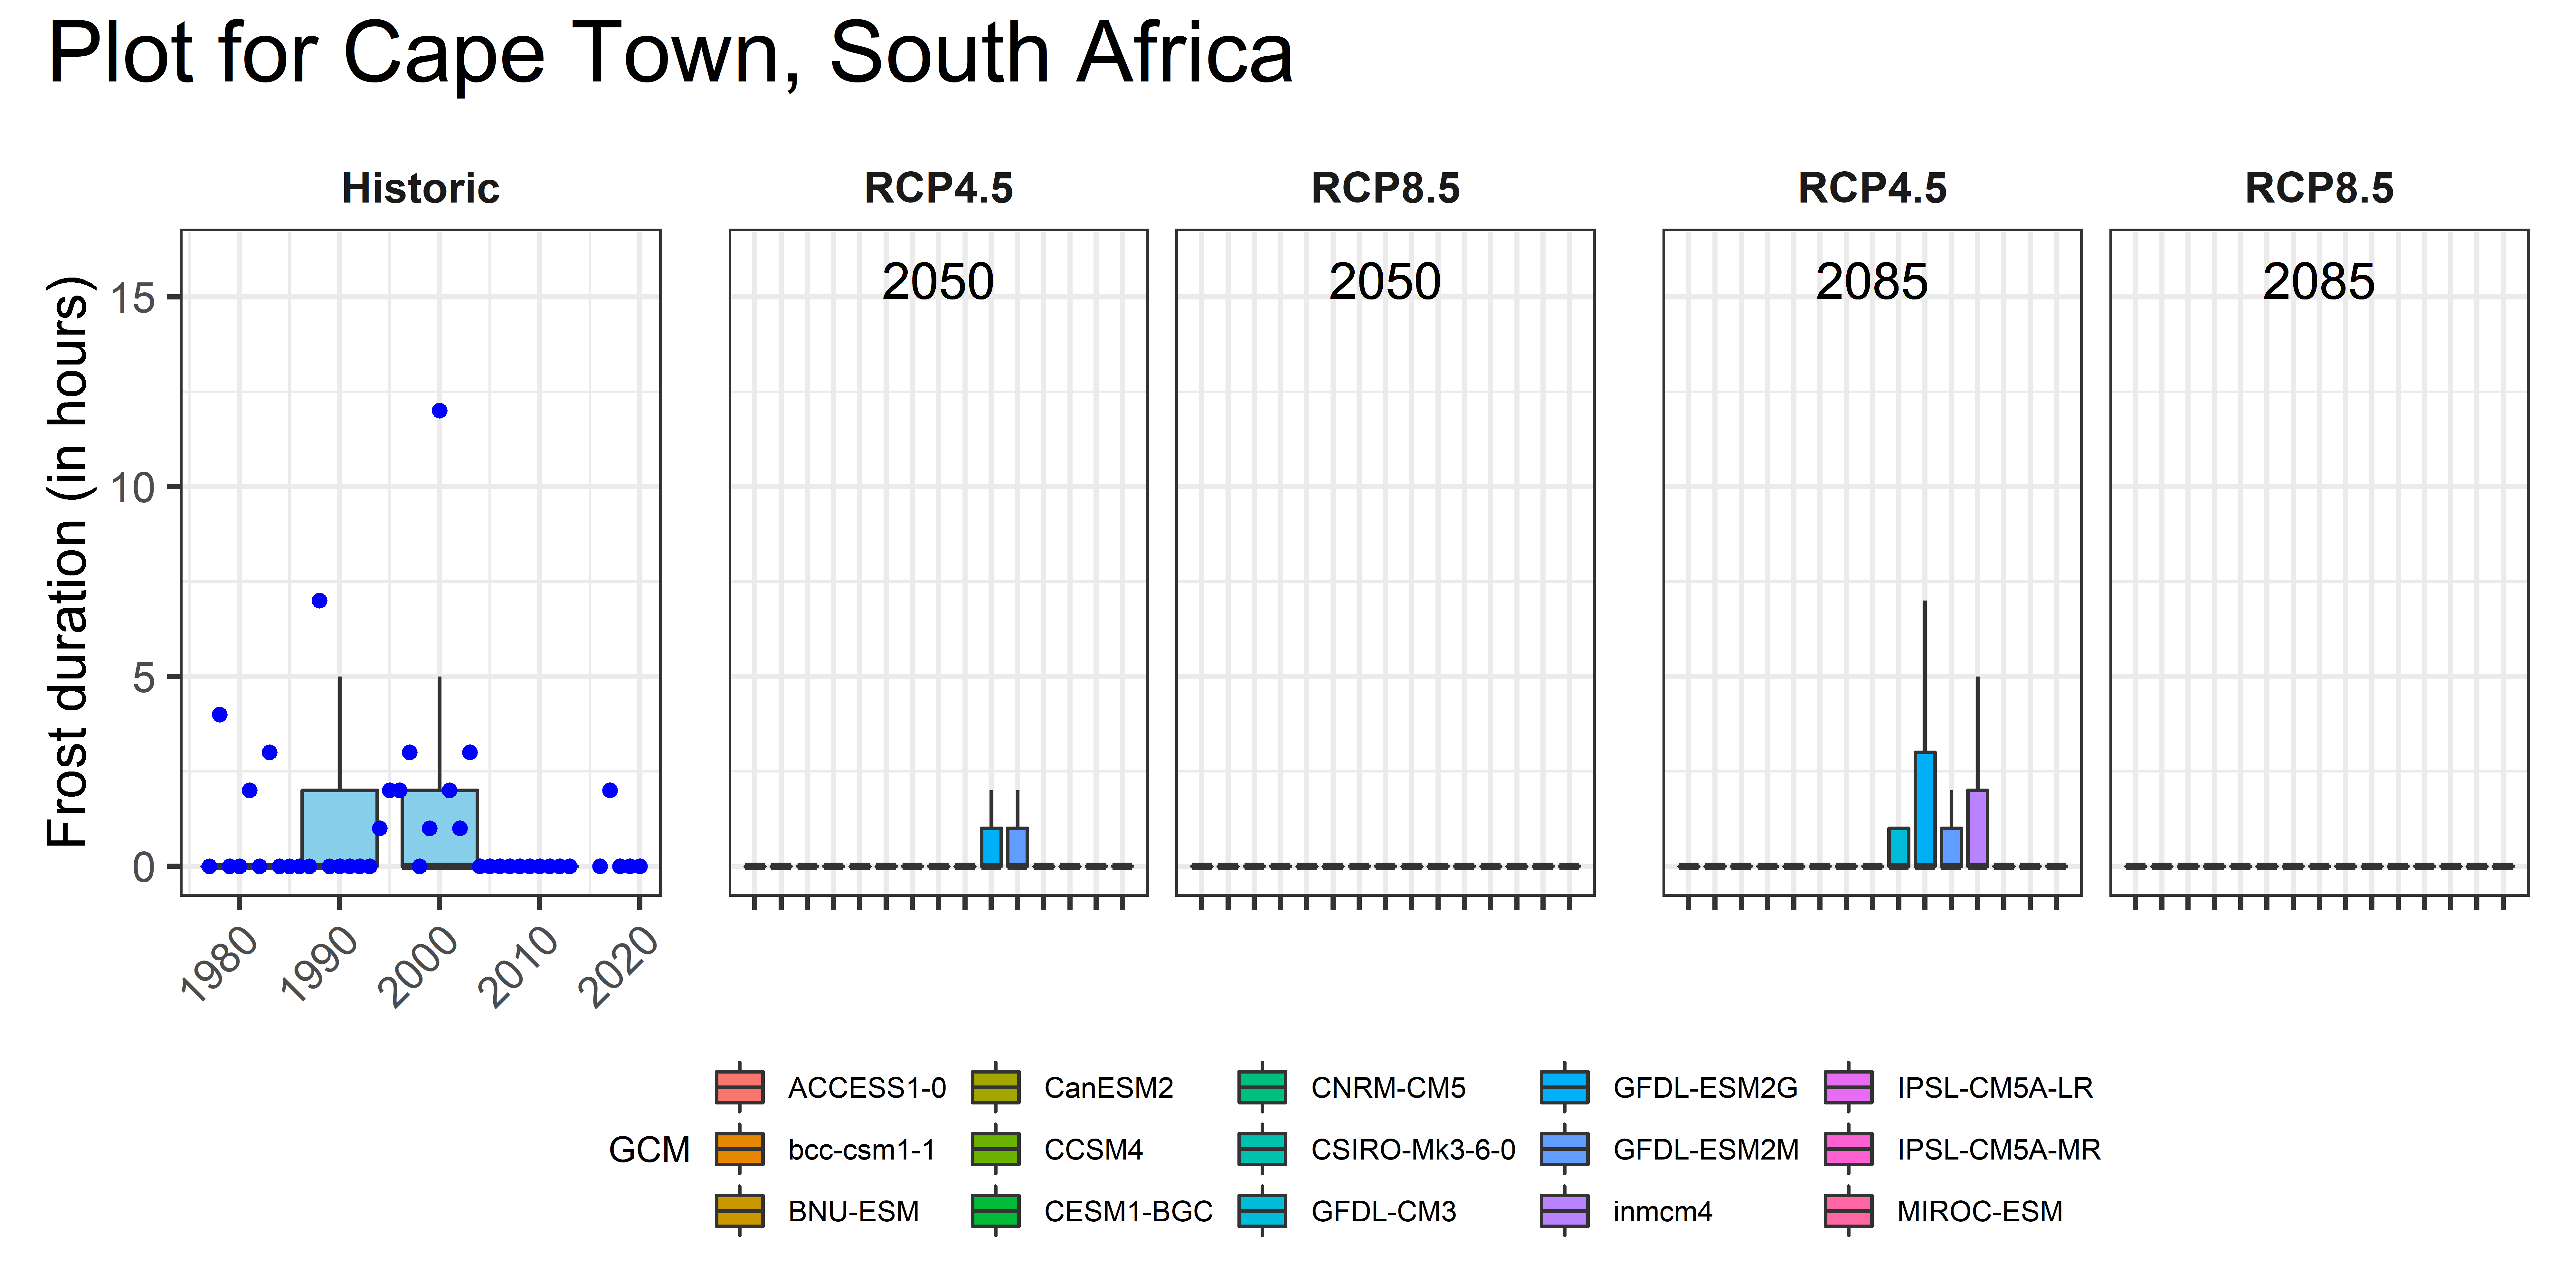 Plot for Cape Town, South Africa
Historic
RCP4.5
RCP8.5
RCP4.5
RCP8.5
2050
2050
2085
2085
Frost duration (in hours)
15
10
5
0
1980
1990
2000
2010
2020
GCM
ACCESS1-0
bcc-csm1-1
BNU-ESM
CanESM2
CCSM4
CESM1-BGC
CNRM-CM5
CSIRO-Mk3-6-0
GFDL-CM3
GFDL-ESM2G
GFDL-ESM2M
inmcm4
IPSL-CM5A-LR
IPSL-CM5A-MR
MIROC-ESM